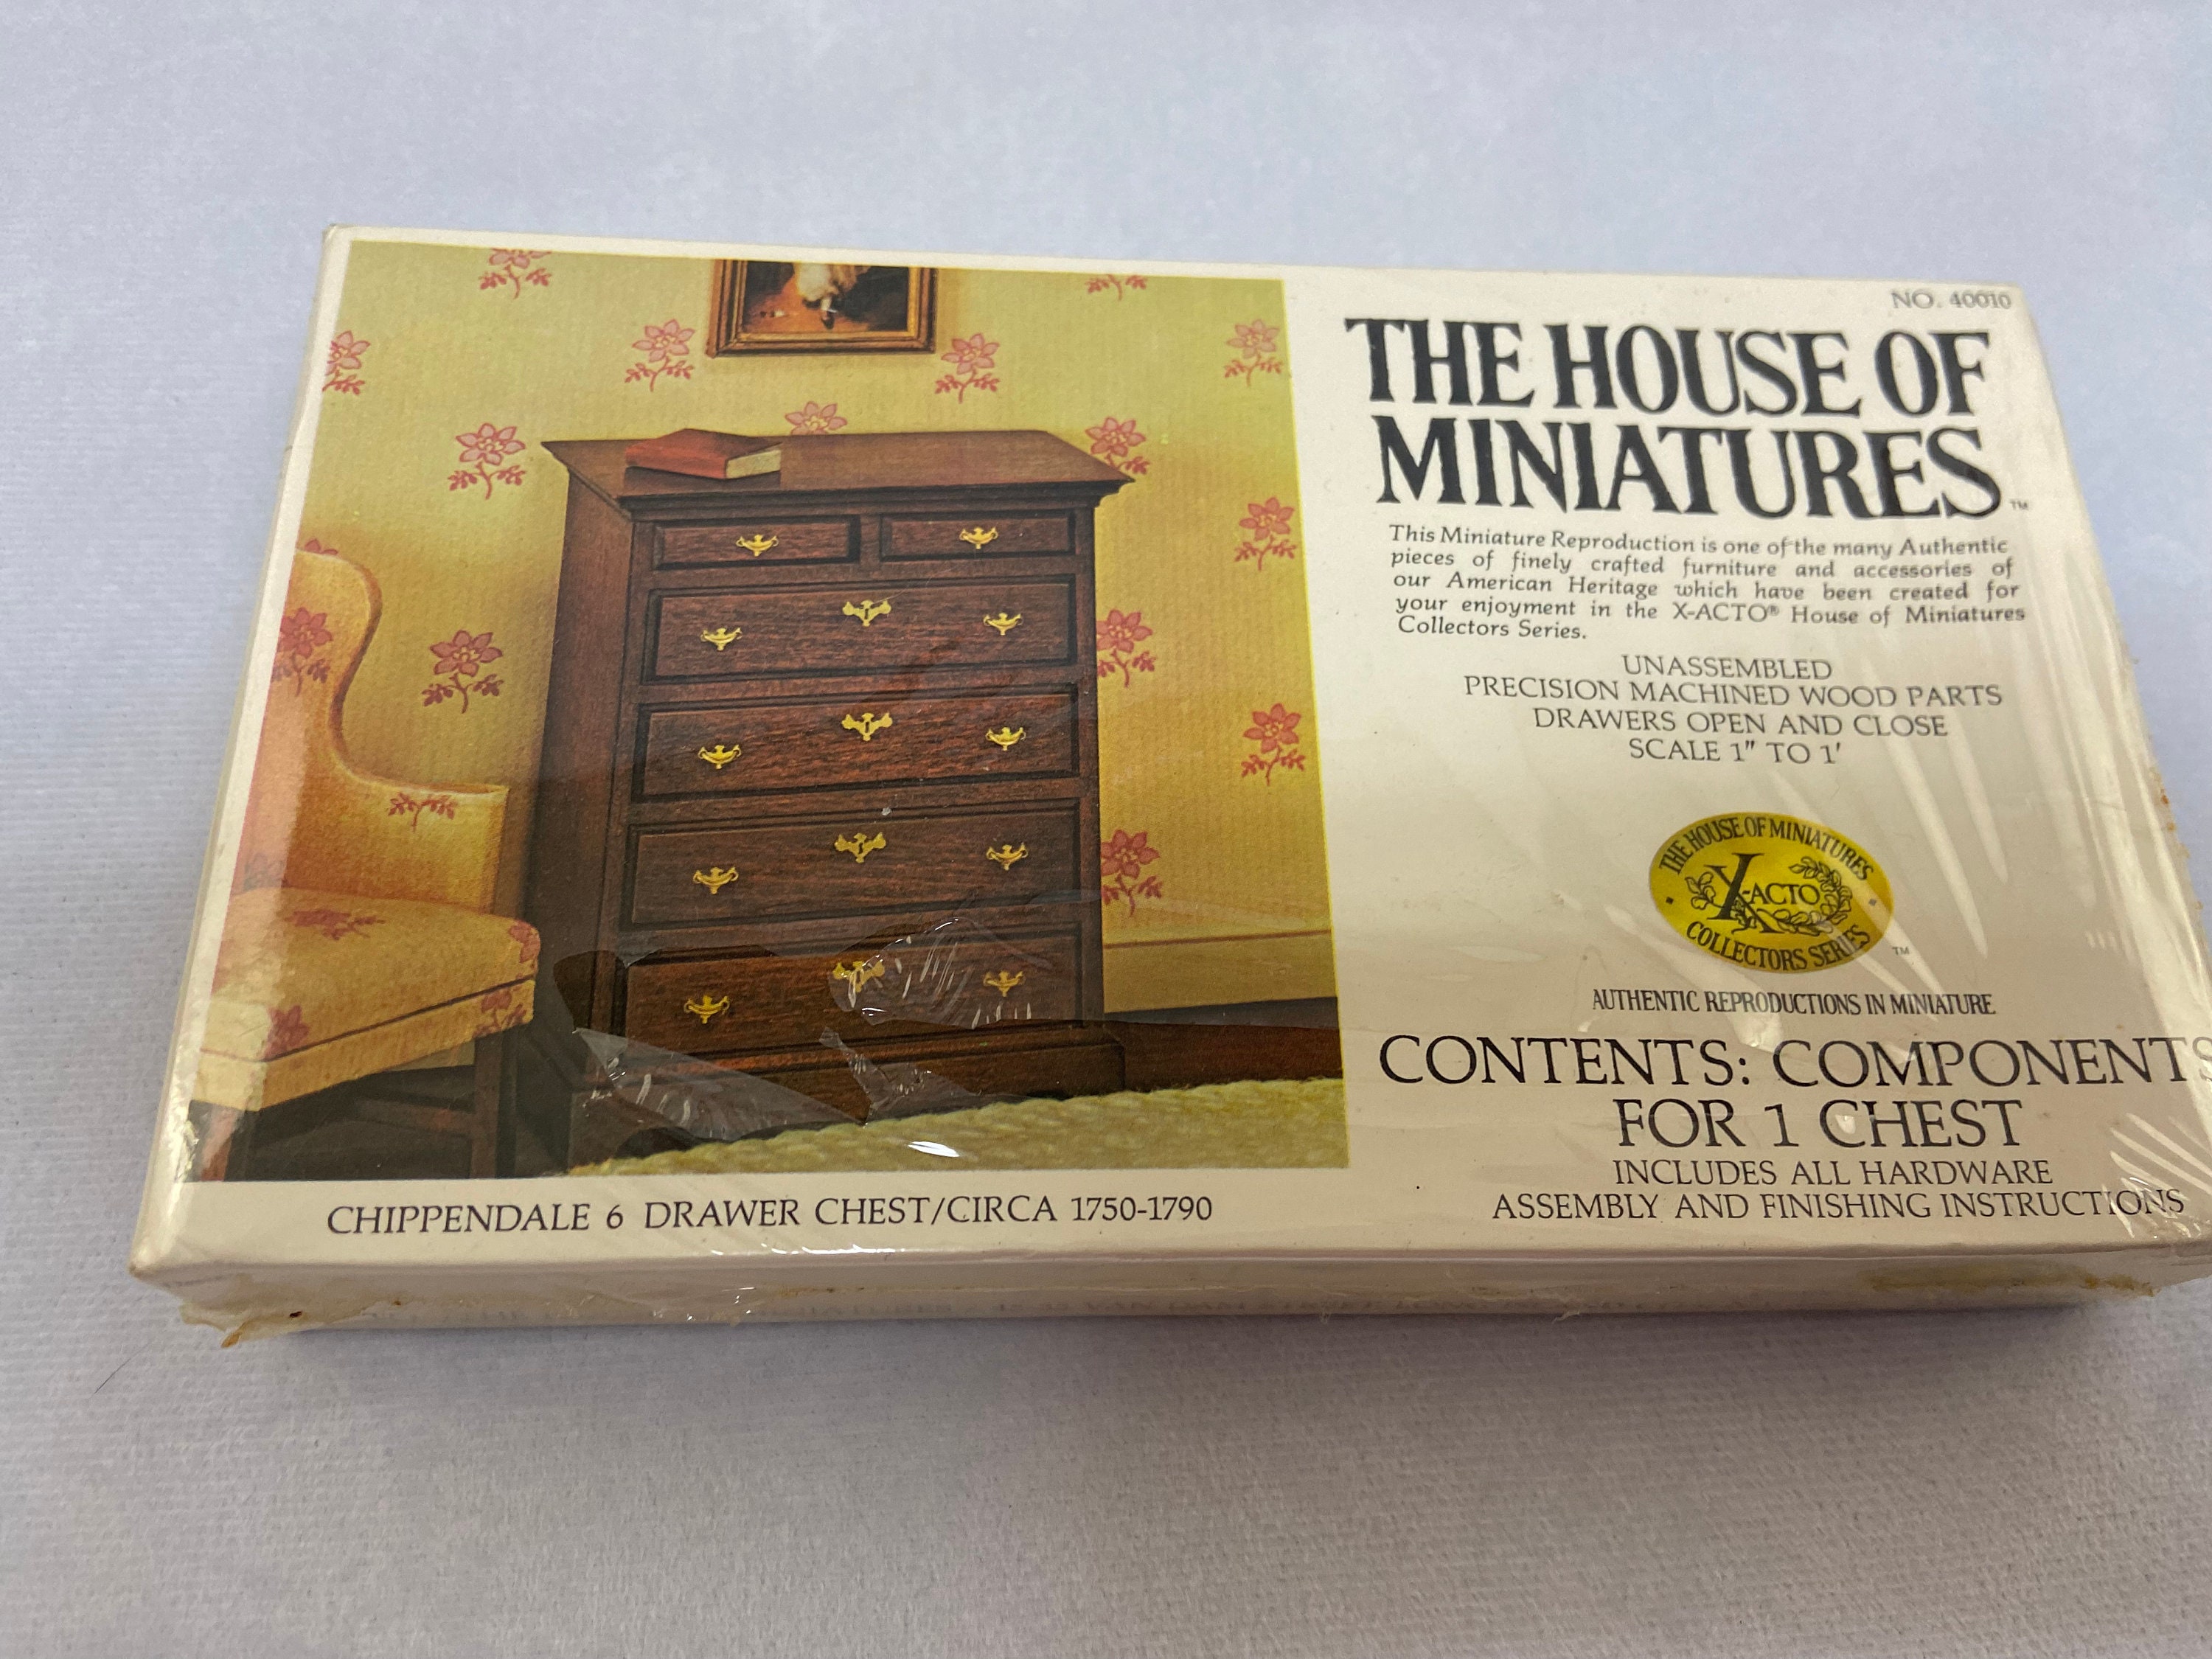 NO. 40010
THE HOUSE OF
MINIATURES™
This Miniature Reproduction is one of the many Authentic
pieces of finely crafted furniture and accessories of
our American Heritage which have been created for
your enjoyment in the X-ACTO® House of Miniatures
Collectors Series.
UNASSEMBLED
PRECISION MACHINED WOOD PARTS
DRAWERS OPEN AND CLOSE
SCALE 1" TO 1'
THE HOUSE OF MINIATURES
X-ACTO
COLLECTORS SERIES
™
AUTHENTIC REPRODUCTIONS IN MINIATURE
CONTENTS: COMPONENTS
FOR 1 CHEST
INCLUDES ALL HARDWARE
ASSEMBLY AND FINISHING INSTRUCTIONS
CHIPPENDALE 6 DRAWER CHEST/CIRCA 1750-1790